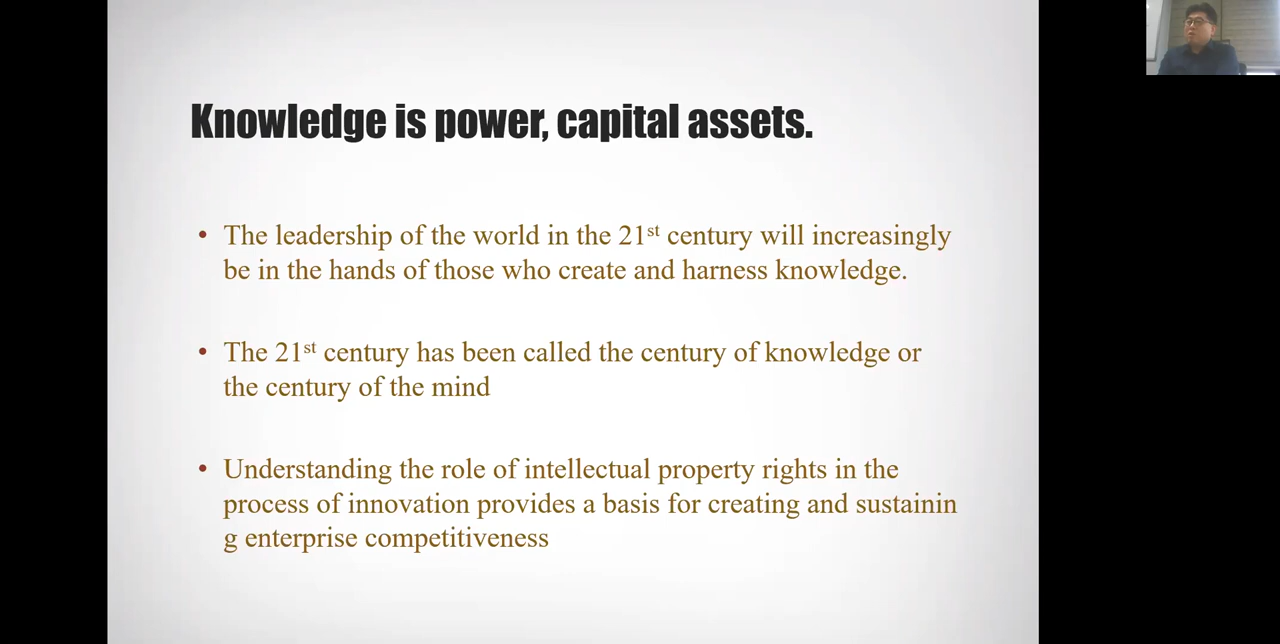 Knowledge is power, capital assets.
• The leadership of the world in the 21st century will increasingly
be in the hands of those who create and harness knowledge.
• The 21st century has been called the century of knowledge or
the century of the mind
• Understanding the role of intellectual property rights in the
process of innovation provides a basis for creating and sustainin
g enterprise competitiveness